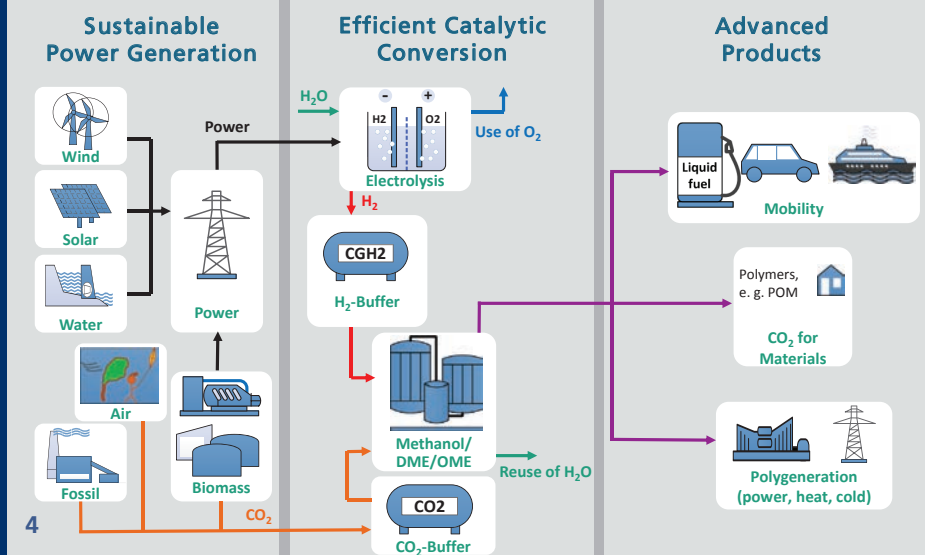 Sustainable
Power Generation
Efficient Catalytic
Conversion
Advanced
Products
Wind
Solar
Water
Power
Power
Air
Fossil
Biomass
CO₂
4
H₂O
-
+
H2
O2
Electrolysis
Use of O₂
H₂
CGH2
H₂-Buffer
Methanol/
DME/OME
Reuse of H₂O
CO2
CO₂-Buffer
Liquid
fuel
Mobility
Polymers,
e. g. POM
CO₂ for
Materials
Polygeneration
(power, heat, cold)